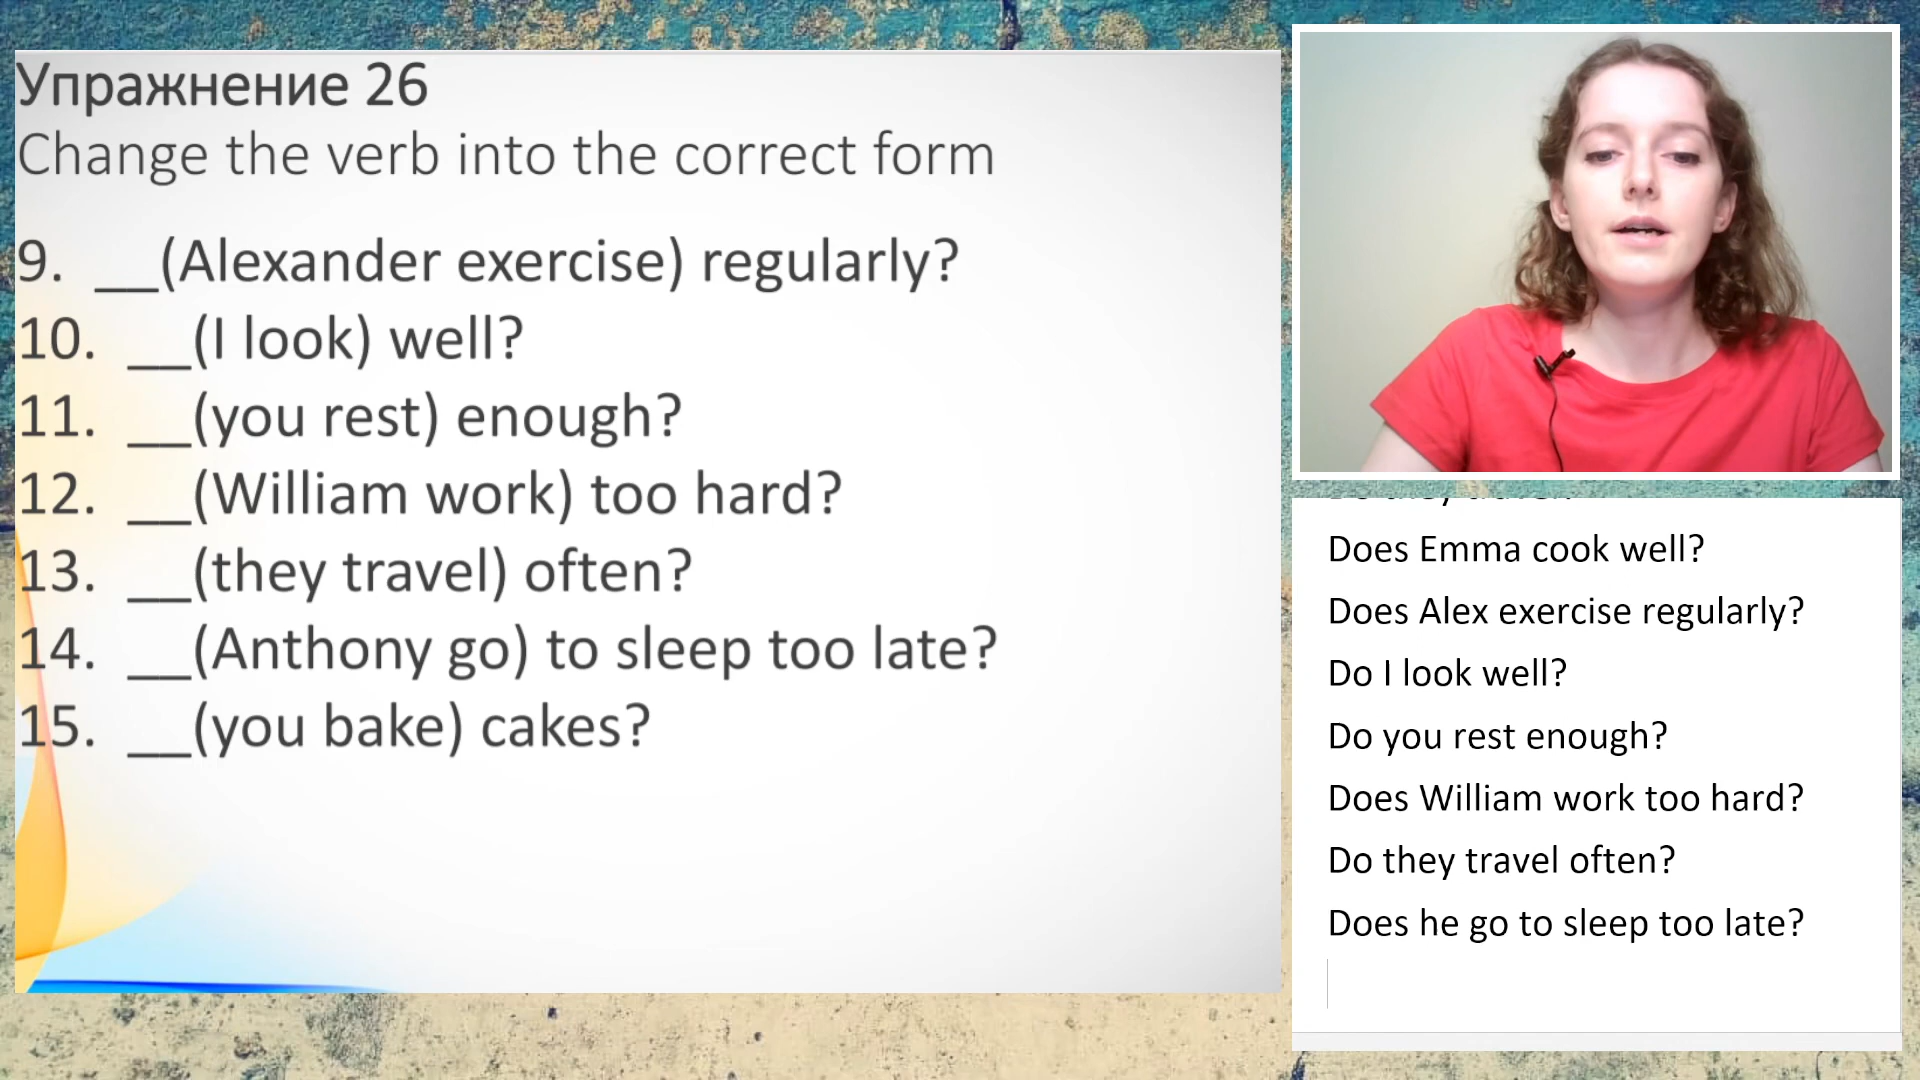 Упражнение 26
Change the verb into the correct form
9. __(Alexander exercise) regularly?
10. __(I look) well?
11. __(you rest) enough?
12. __(William work) too hard?
13. __(they travel) often?
14. __(Anthony go) to sleep too late?
15. __(you bake) cakes?
Does Emma cook well?
Does Alex exercise regularly?
Do I look well?
Do you rest enough?
Does William work too hard?
Do they travel often?
Does he go to sleep too late?